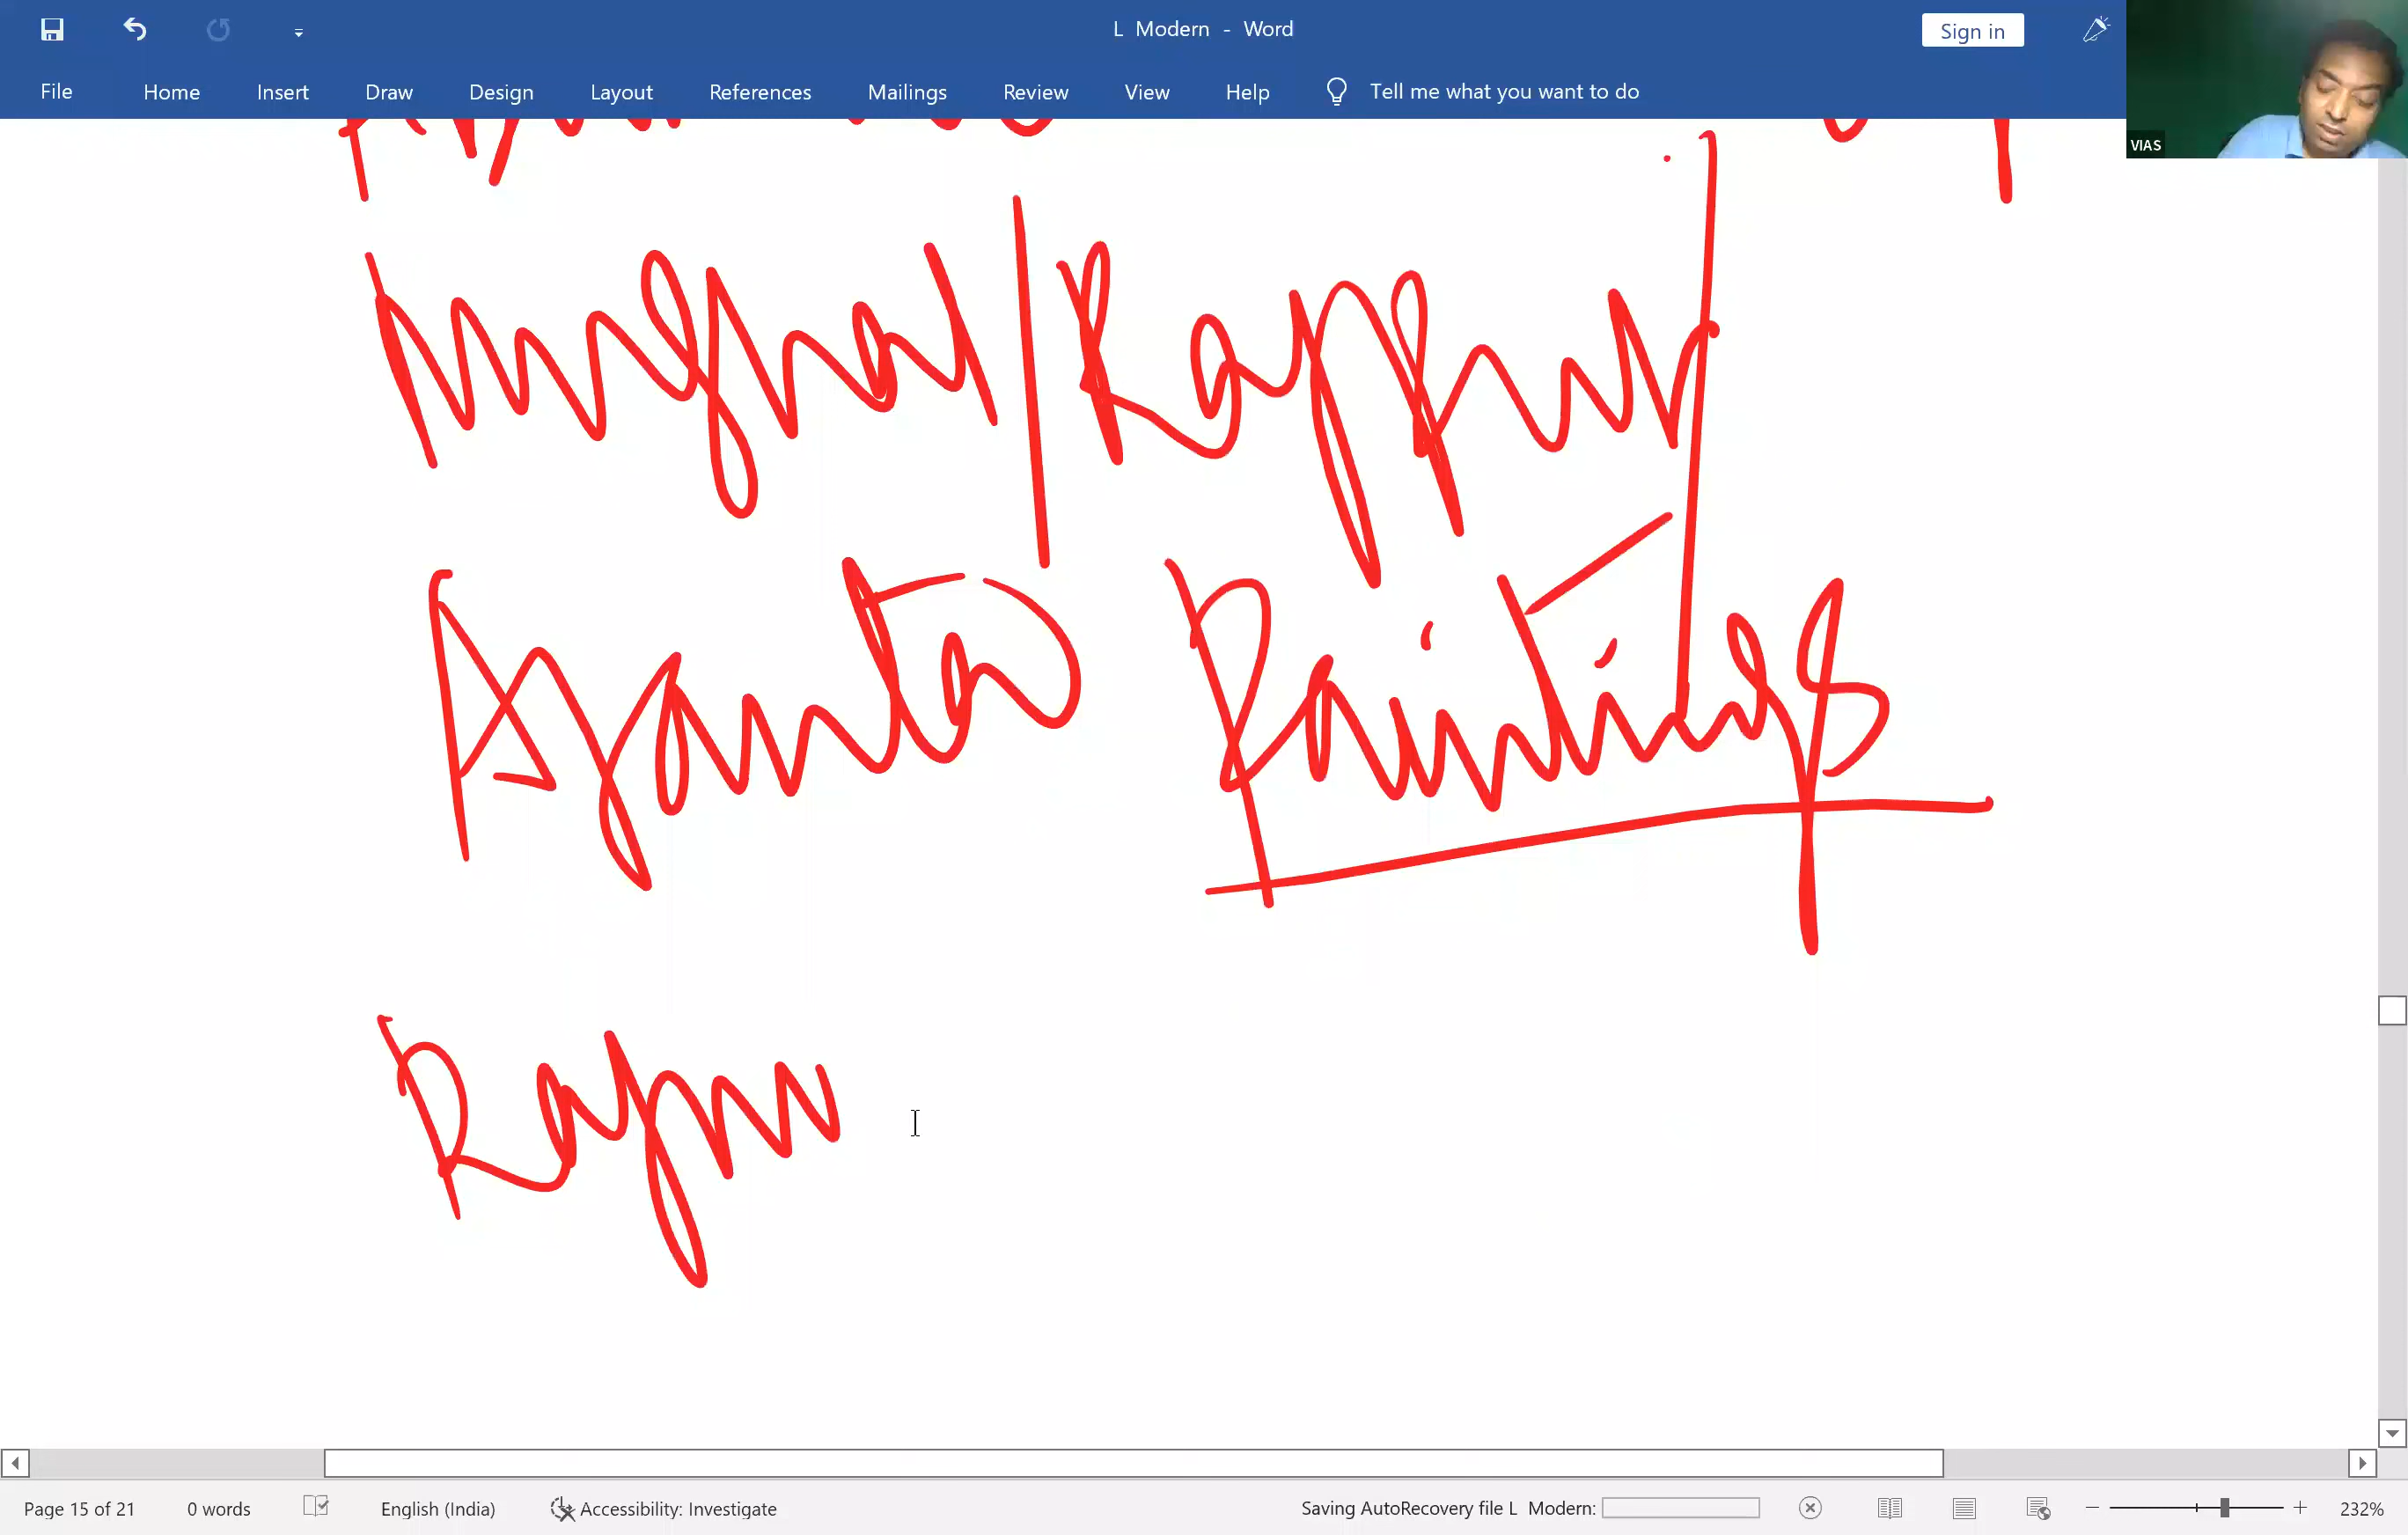 L Modern - Word
Sign in
File Home Insert Draw Design Layout References Mailings Review View Help Tell me what you want to do
VIAS
Mughal/Rajput
Ajanta Paintings
Page 15 of 21 0 words English (India) Accessibility: Investigate Saving AutoRecovery file L Modern: 232%